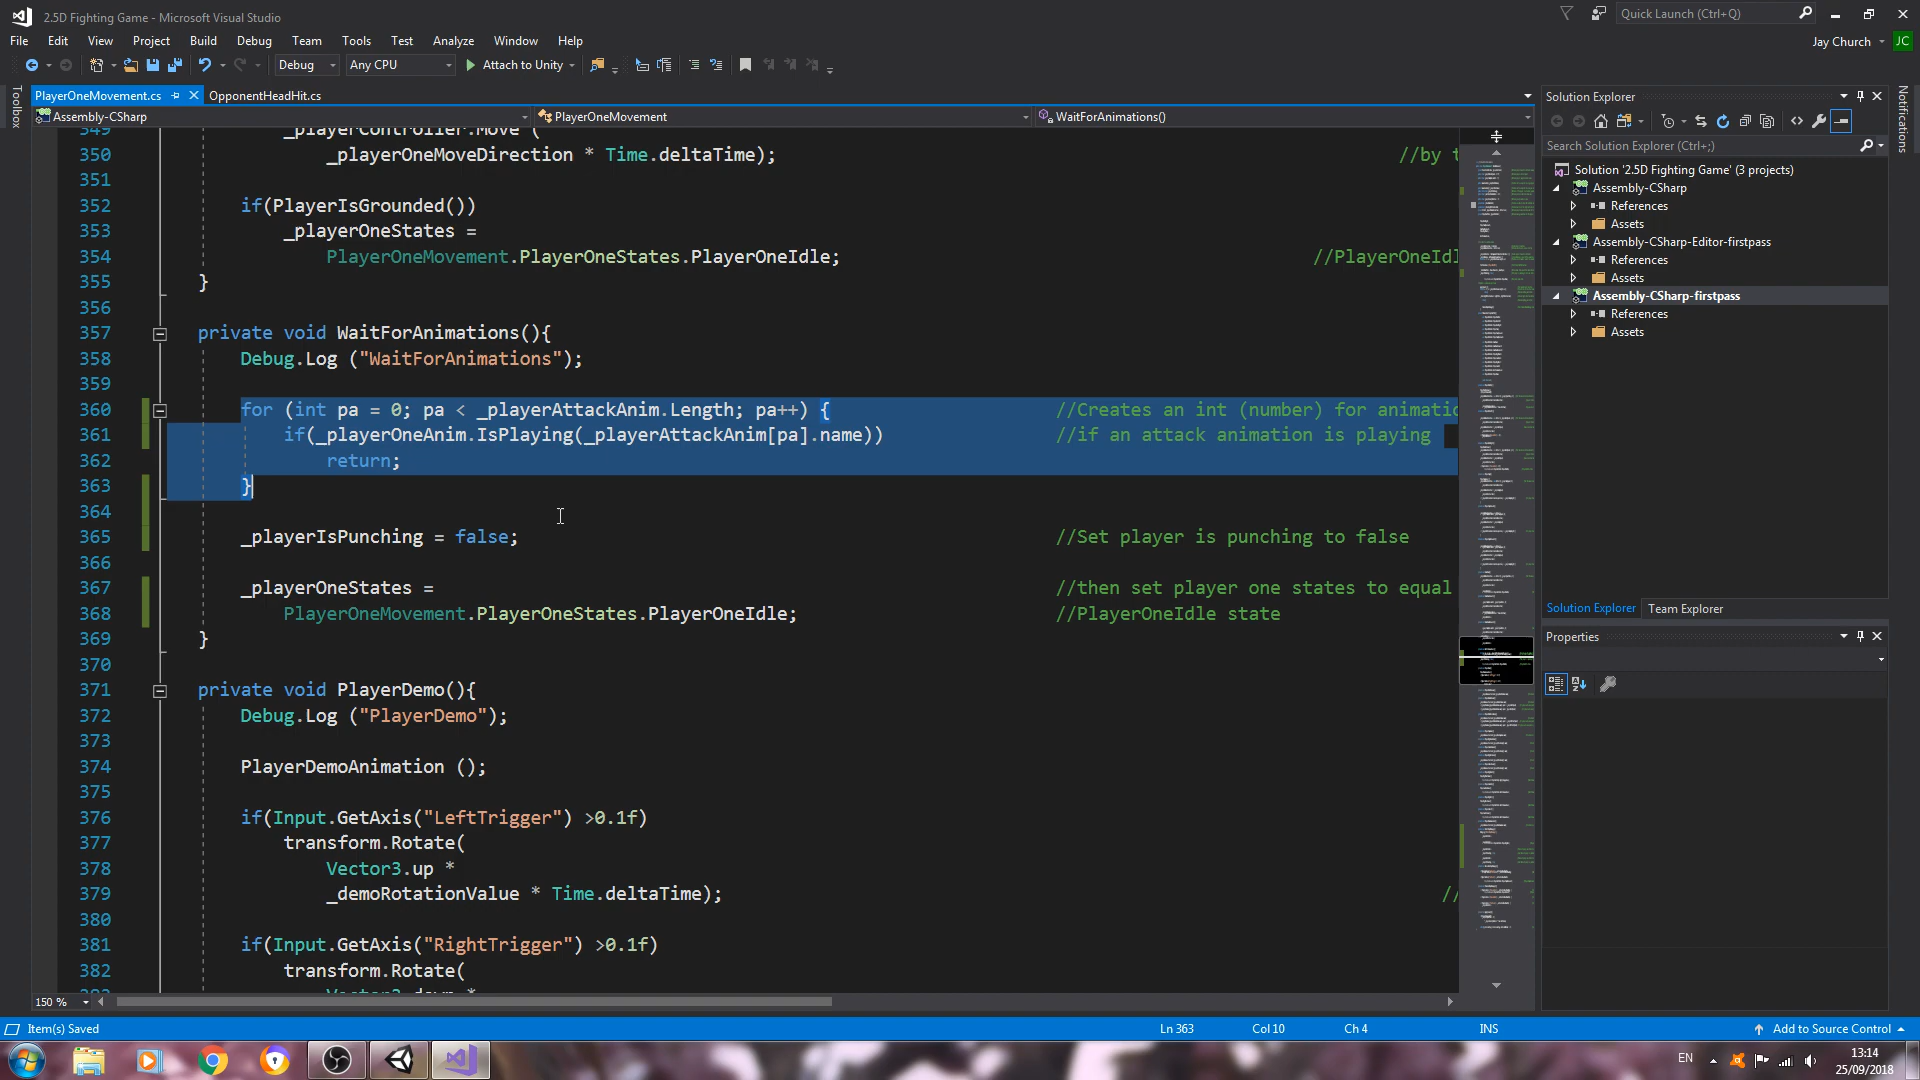 2.5D Fighting Game - Microsoft Visual Studio
Quick Launch (Ctrl+Q)
File Edit View Project Build Debug Team Tools Test Analyze Window Help
Jay Church JC
Debug Any CPU Attach to Unity
Toolbox
PlayerOneMovement.cs OpponentHeadHit.cs
Assembly-CSharp PlayerOneMovement WaitForAnimations()
349 _playerController.Move (
350 _playerOneMoveDirection * Time.deltaTime); //by t
351
352 if(PlayerIsGrounded())
353 _playerOneStates =
354 PlayerOneMovement.PlayerOneStates.PlayerOneIdle; //PlayerOneIdl
355 }
356
357 private void WaitForAnimations(){
358 Debug.Log ("WaitForAnimations");
359
360 for (int pa = 0; pa < _playerAttackAnim.Length; pa++) { //Creates an int (number) for animatio
361 if(_playerOneAnim.IsPlaying(_playerAttackAnim[pa].name)) //if an attack animation is playing
362 return;
363 }
364
365 _playerIsPunching = false; //Set player is punching to false
366
367 _playerOneStates = //then set player one states to equal
368 PlayerOneMovement.PlayerOneStates.PlayerOneIdle; //PlayerOneIdle state
369 }
370
371 private void PlayerDemo(){
372 Debug.Log ("PlayerDemo");
373
374 PlayerDemoAnimation ();
375
376 if(Input.GetAxis("LeftTrigger") >0.1f)
377 transform.Rotate(
378 Vector3.up *
379 _demoRotationValue * Time.deltaTime); //
380
381 if(Input.GetAxis("RightTrigger") >0.1f)
382 transform.Rotate(
383 Vector3.down *
150 %
Solution Explorer
Search Solution Explorer (Ctrl+;)
Solution '2.5D Fighting Game' (3 projects)
Assembly-CSharp
References
Assets
Assembly-CSharp-Editor-firstpass
References
Assets
Assembly-CSharp-firstpass
References
Assets
Solution Explorer Team Explorer
Properties
Notifications
Item(s) Saved Ln 363 Col 10 Ch 4 INS Add to Source Control
EN 13:14
25/09/2018